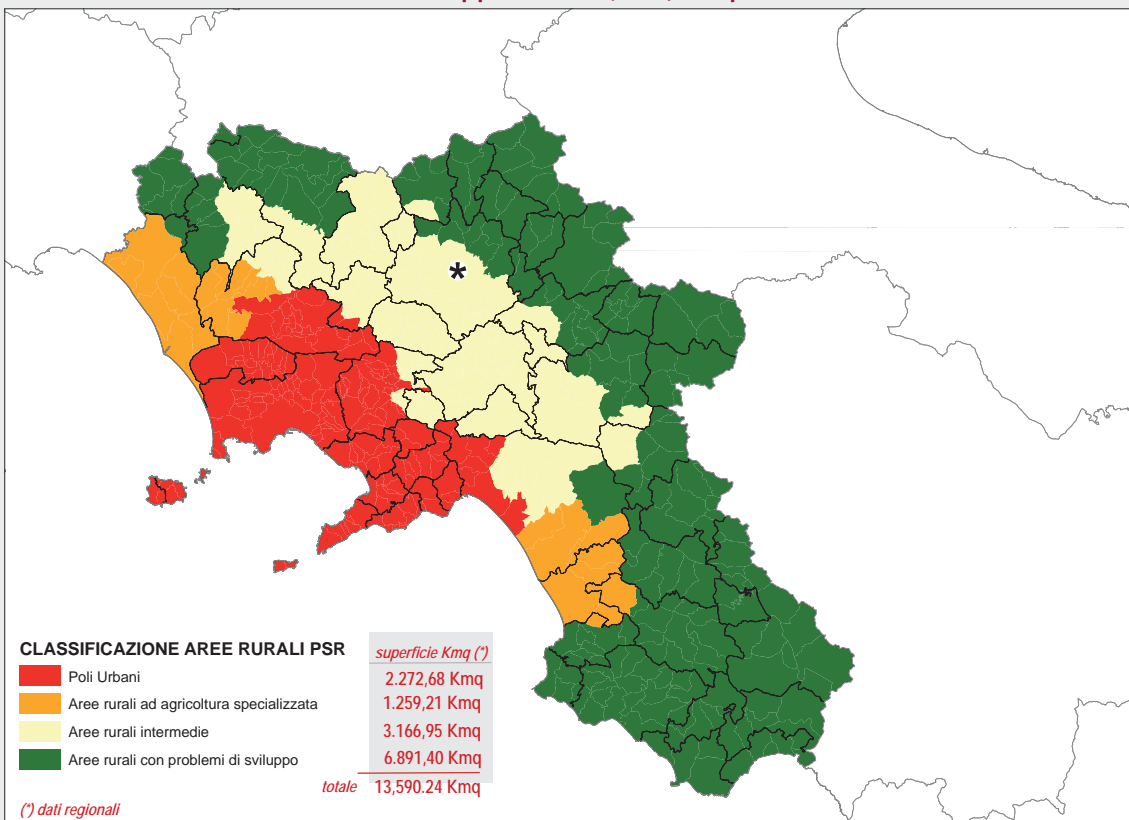 *
CLASSIFICAZIONE AREE RURALI PSR
superficie Kmq (*)
Poli Urbani
2.272,68 Kmq
Aree rurali ad agricoltura specializzata
1.259,21 Kmq
Aree rurali intermedie
3.166,95 Kmq
Aree rurali con problemi di sviluppo
6.891,40 Kmq
totale 13,590.24 Kmq
(*) dati regionali